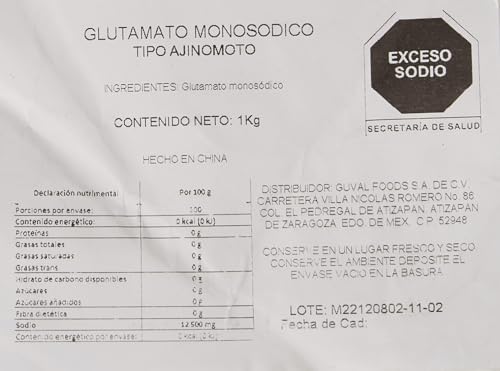 GLUTAMATO MONOSODICO
TIPO AJINOMOTO
EXCESO
SODIO
SECRETARÍA DE SALUD
INGREDIENTES: Glutamato monosódico
CONTENIDO NETO: 1Kg
HECHO EN CHINA
Declaración nutrimental Por 100 g
Porciones por envase: 100
Contenido energético: 0 kcal (0 kJ)
Proteínas 0 g
Grasas totales 0 g
Grasas saturadas 0 g
Grasas trans 0 g
Hidrato de carbono disponibles 0 g
Azúcares 0 g
Azúcares añadidos 0 g
Fibra dietética 0 g
Sodio 12 500 mg
Contenido energético por envase: 0 kcal (0 kJ)
DISTRIBUIDOR: GUVAL FOODS S.A. DE C.V.
CARRETERA VILLA NICOLAS ROMERO No. 86
COL. EL PEDREGAL DE ATIZAPAN, ATIZAPAN
DE ZARAGOZA. EDO. DE MEX. C.P. 52948
CONSERVE EN UN LUGAR FRESCO Y SECO
CONSERVE EL AMBIENTE DEPOSITE EL
ENVASE VACIO EN LA BASURA
LOTE: M22120802-11-02
Fecha de Cad: